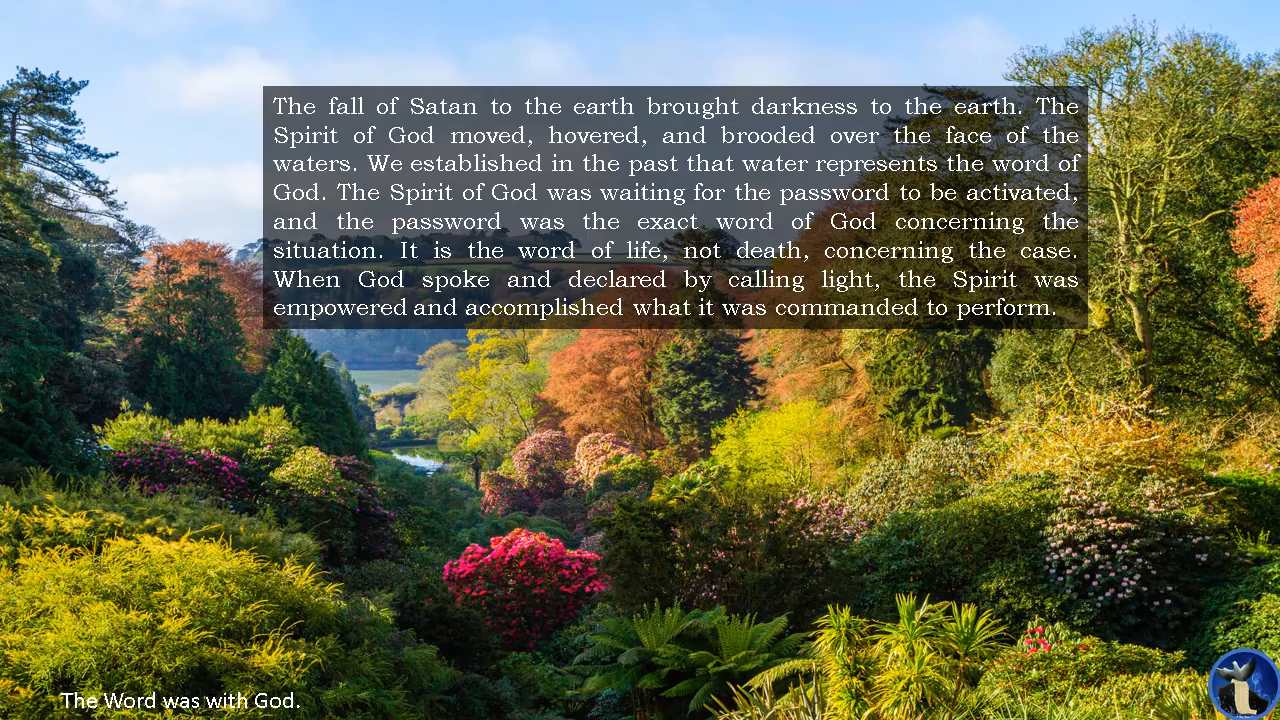 The fall of Satan to the earth brought darkness to the earth. The
Spirit of God moved, hovered, and brooded over the face of the
waters. We established in the past that water represents the word of
God. The Spirit of God was waiting for the password to be activated,
and the password was the exact word of God concerning the
situation. It is the word of life, not death, concerning the case.
When God spoke and declared by calling light, the Spirit was
empowered and accomplished what it was commanded to perform.
The Word was with God.